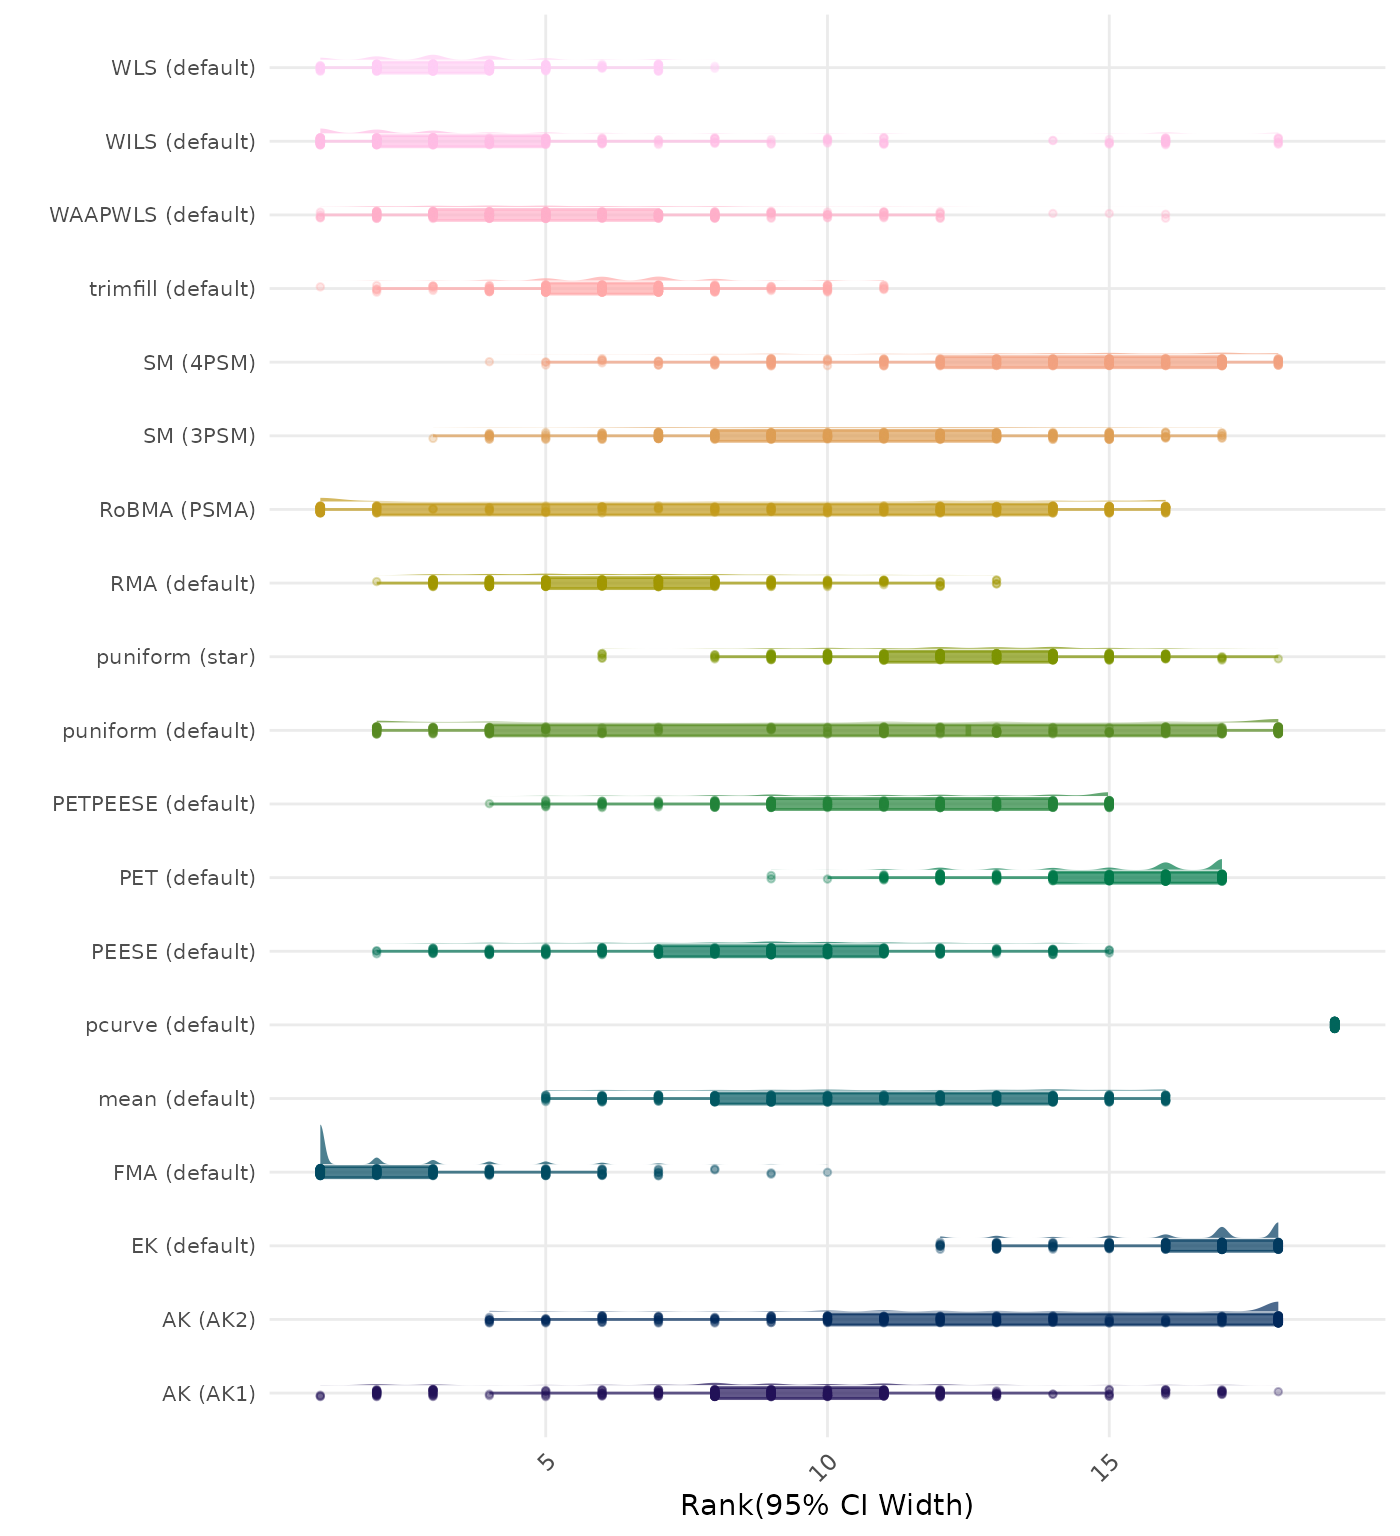 WLS (default)
WILS (default)
WAAPWLS (default)
trimfill (default)
SM (4PSM)
SM (3PSM)
RoBMA (PSMA)
RMA (default)
puniform (star)
puniform (default)
PETPEESE (default)
PET (default)
PEESE (default)
pcurve (default)
mean (default)
FMA (default)
EK (default)
AK (AK2)
AK (AK1)
5
10
15
Rank(95% CI Width)